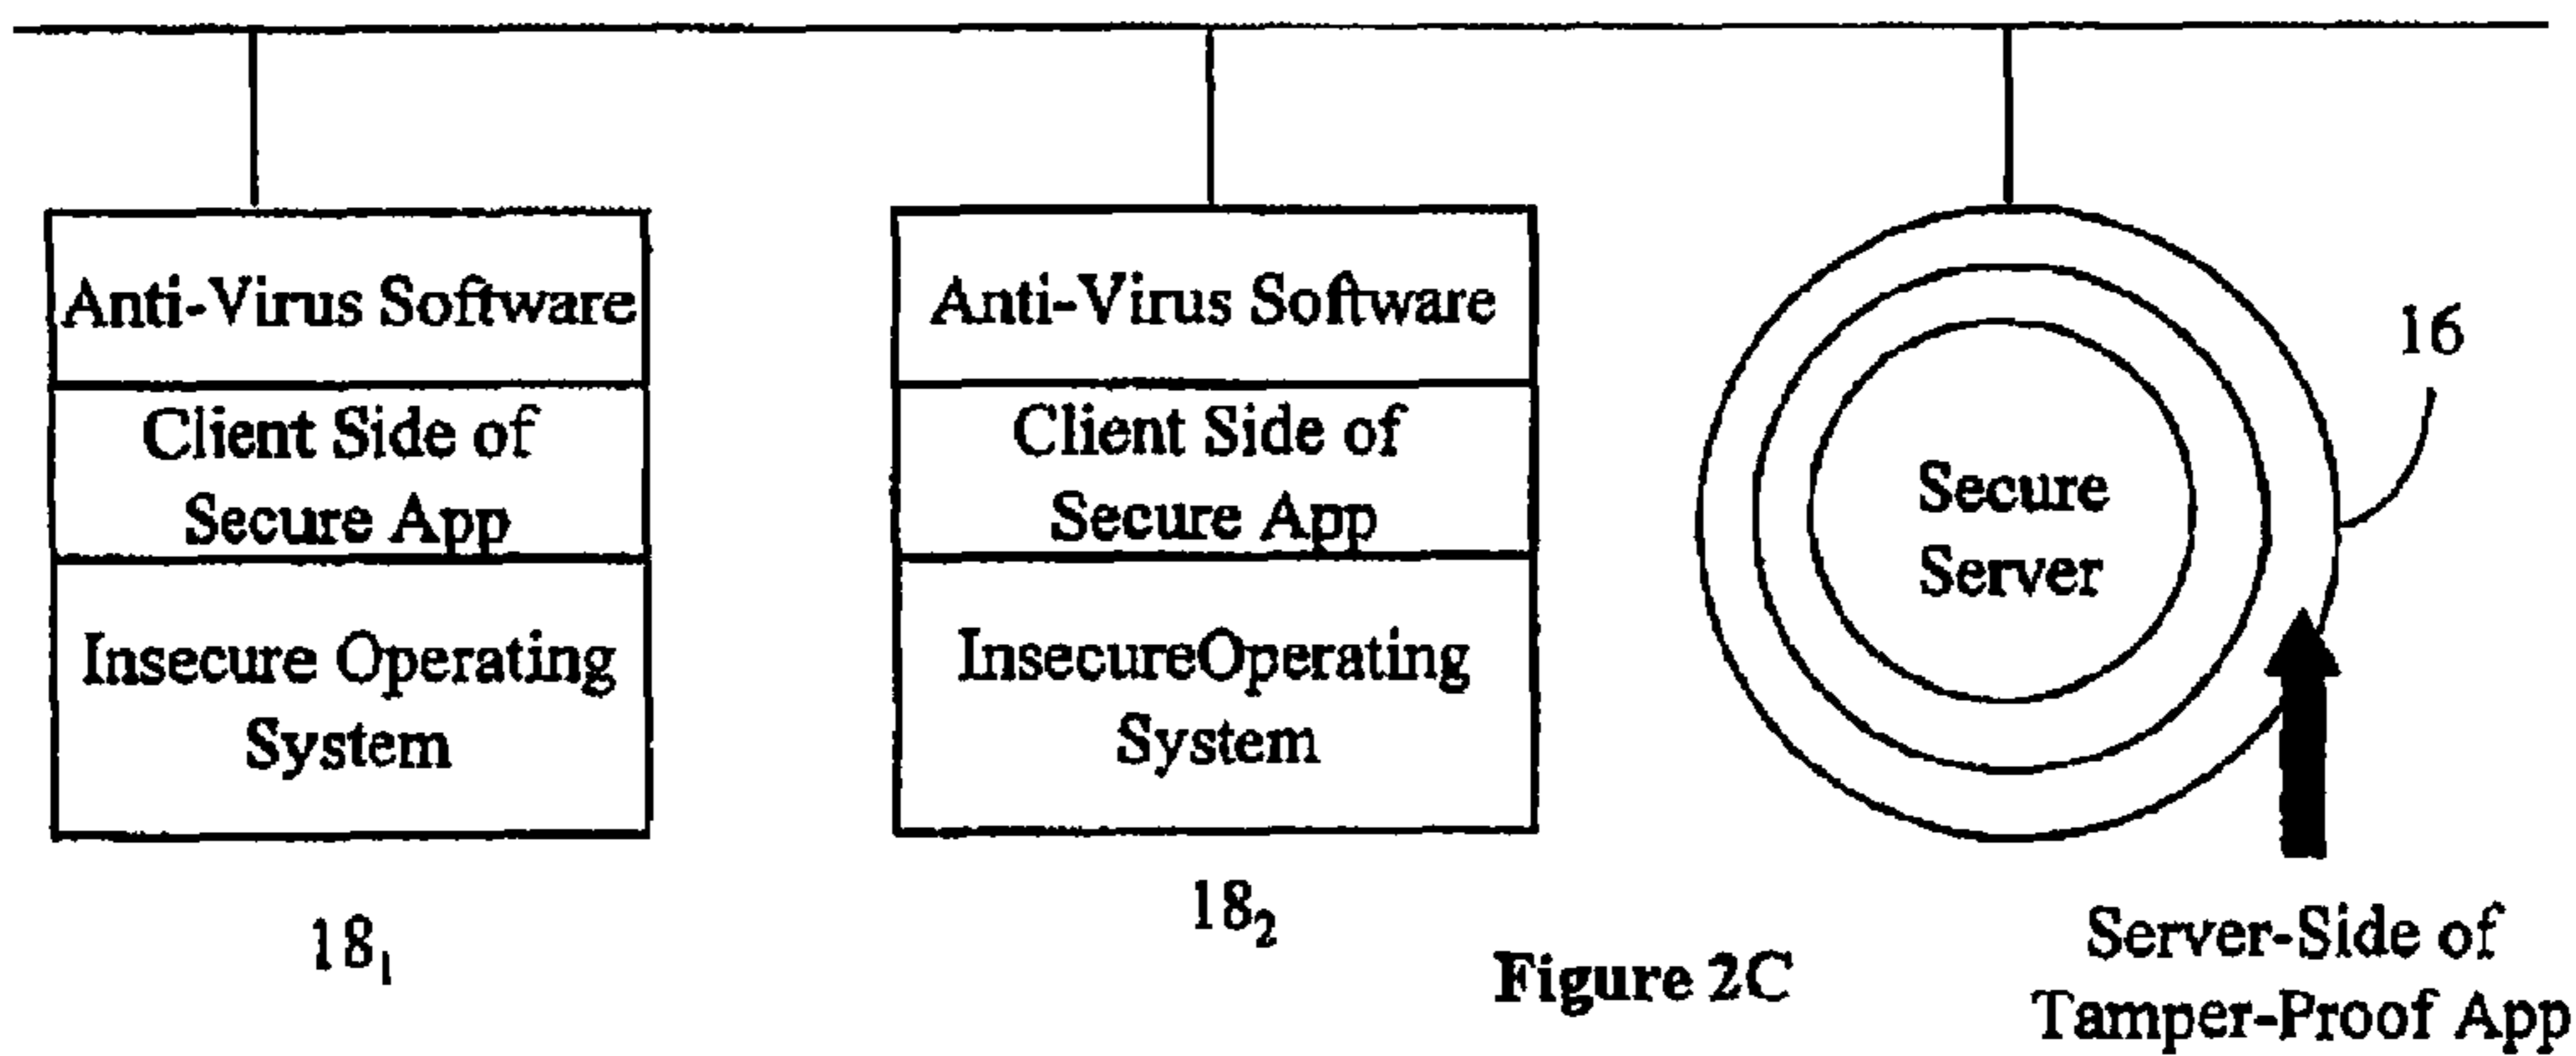 Anti-Virus Software
Client Side of
Secure App
Insecure Operating
System
18₁
Anti-Virus Software
Client Side of
Secure App
InsecureOperating
System
18₂
Secure
Server
16
Server-Side of
Tamper-Proof App
Figure 2C